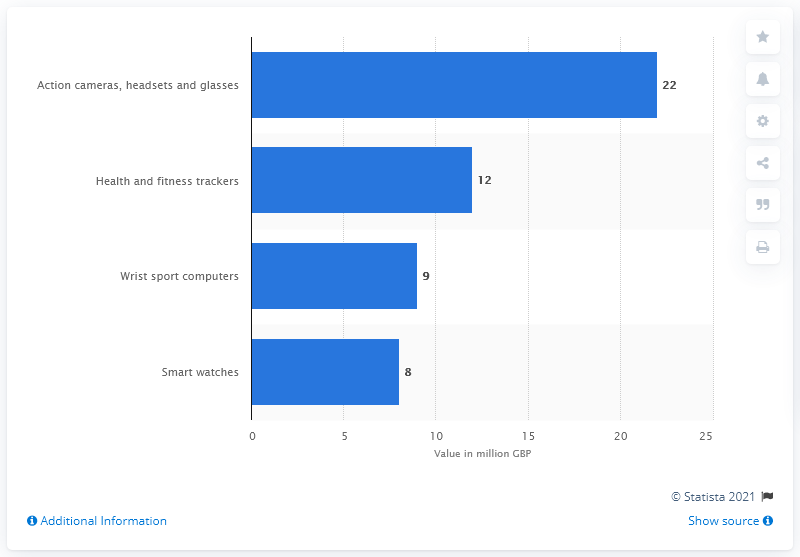 Action cameras, headsets and glasses 22
Health and fitness trackers 12
Wrist sport computers 9
Smart watches 8
0 5 10 15 20 25
Value in million GBP
© Statista 2021
Additional Information Show source